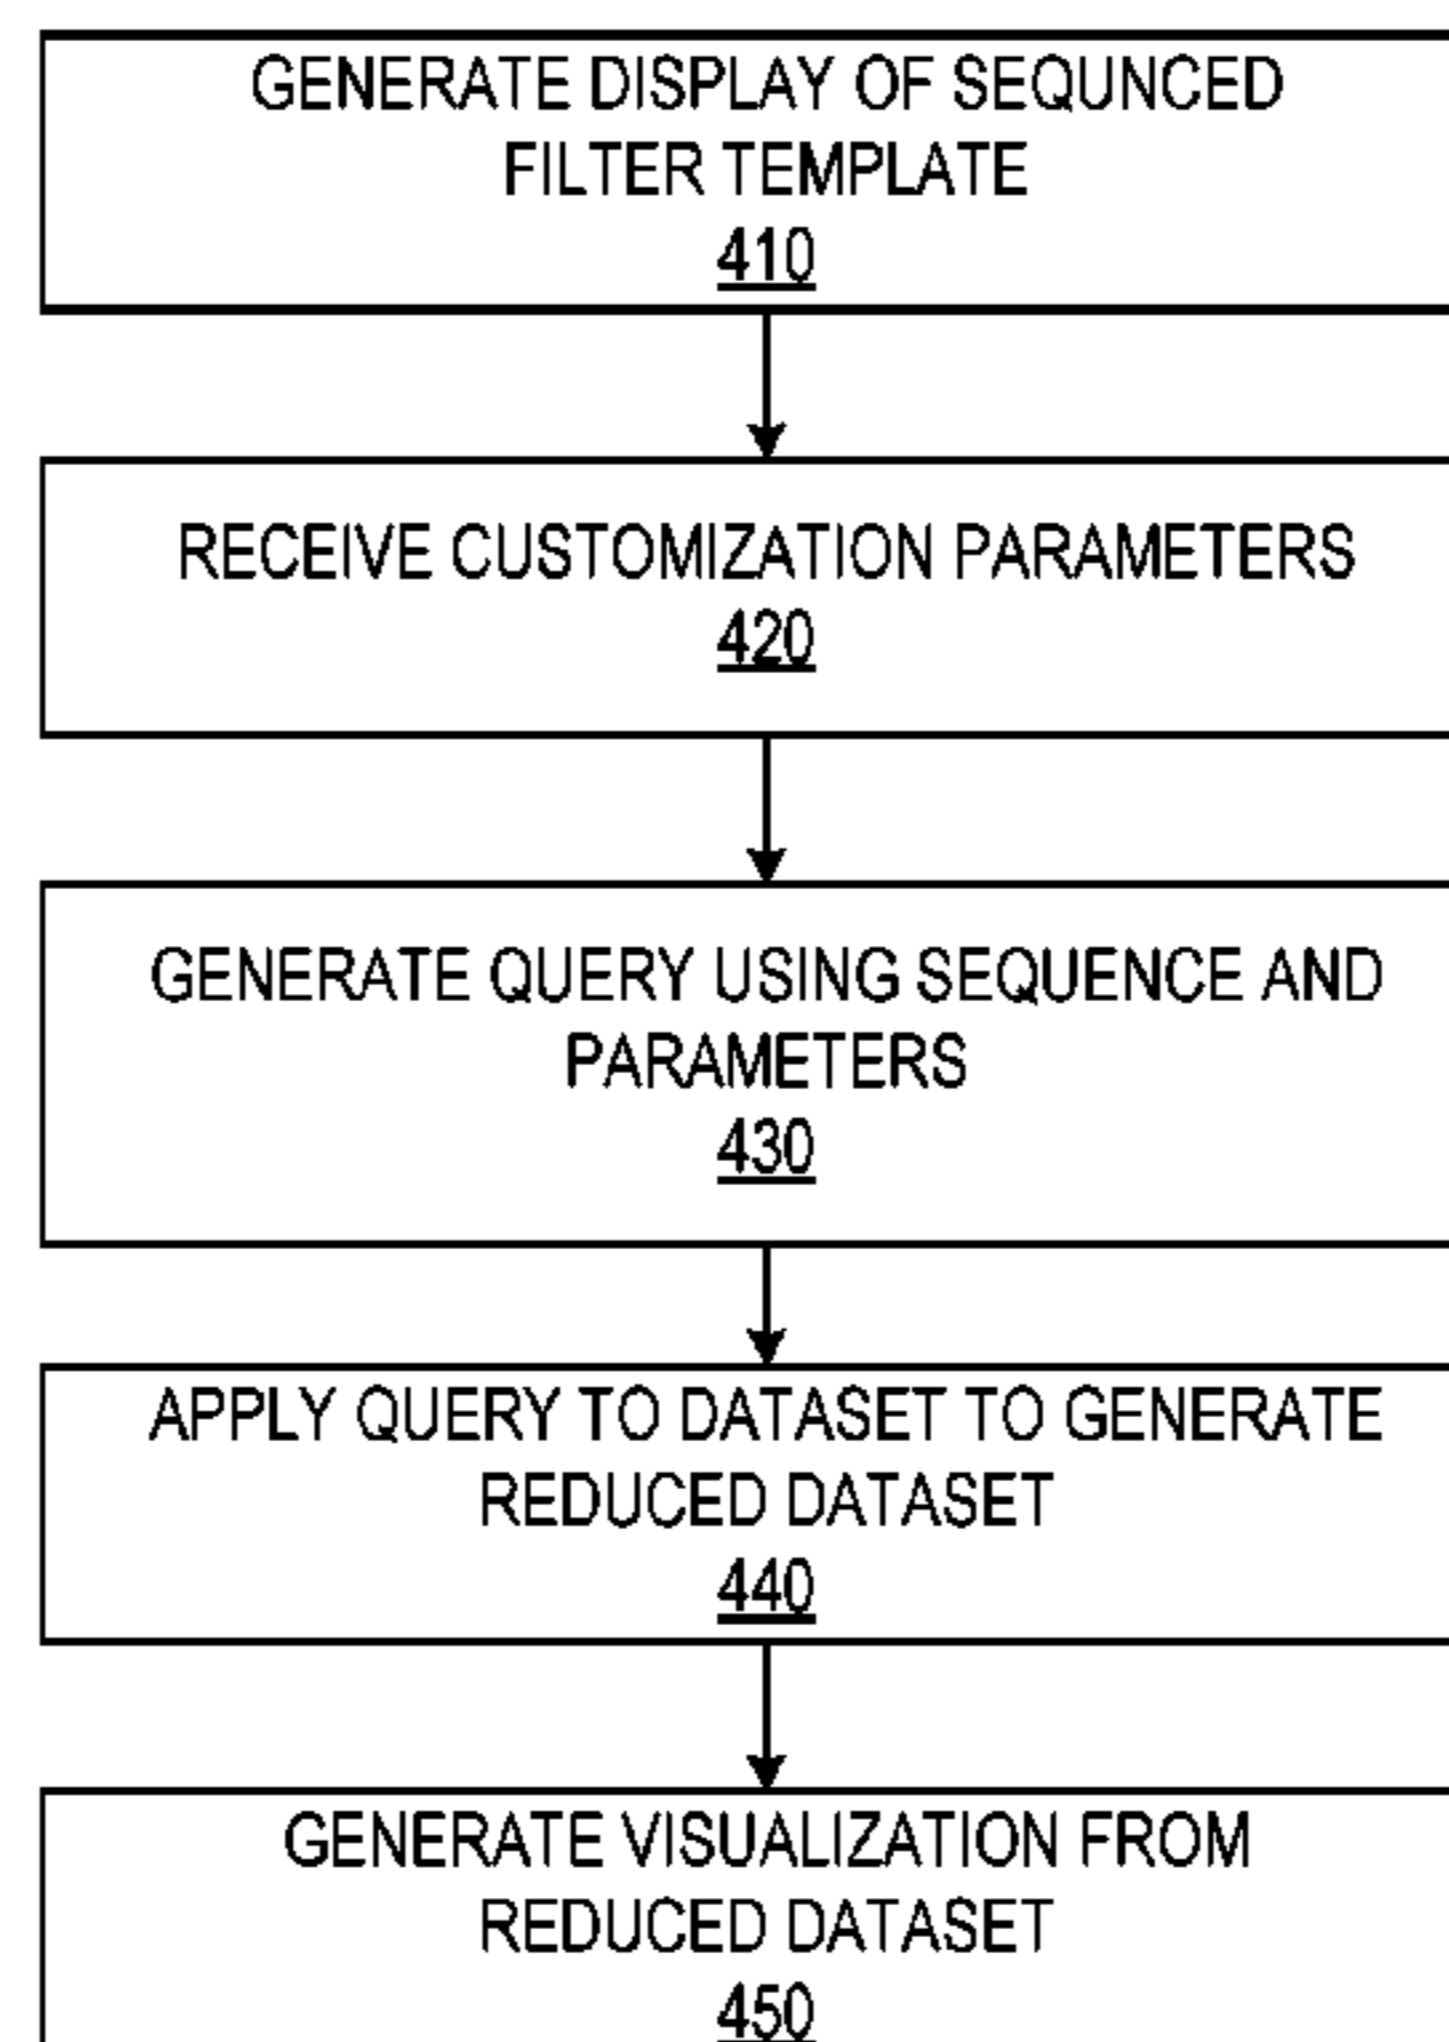 GENERATE DISPLAY OF SEQUNCED
FILTER TEMPLATE
410
RECEIVE CUSTOMIZATION PARAMETERS
420
GENERATE QUERY USING SEQUENCE AND
PARAMETERS
430
APPLY QUERY TO DATASET TO GENERATE
REDUCED DATASET
440
GENERATE VISUALIZATION FROM
REDUCED DATASET
450